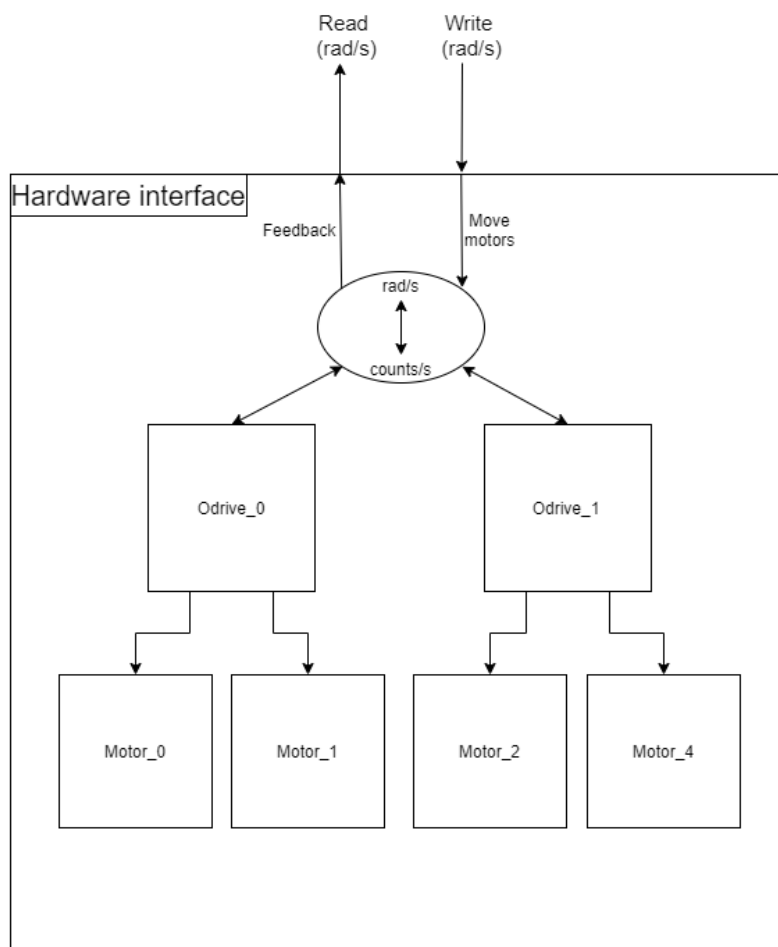 Read
(rad/s)
Write
(rad/s)
Hardware interface
Feedback
Move
motors
rad/s
counts/s
Odrive_0
Odrive_1
Motor_0
Motor_1
Motor_2
Motor_4